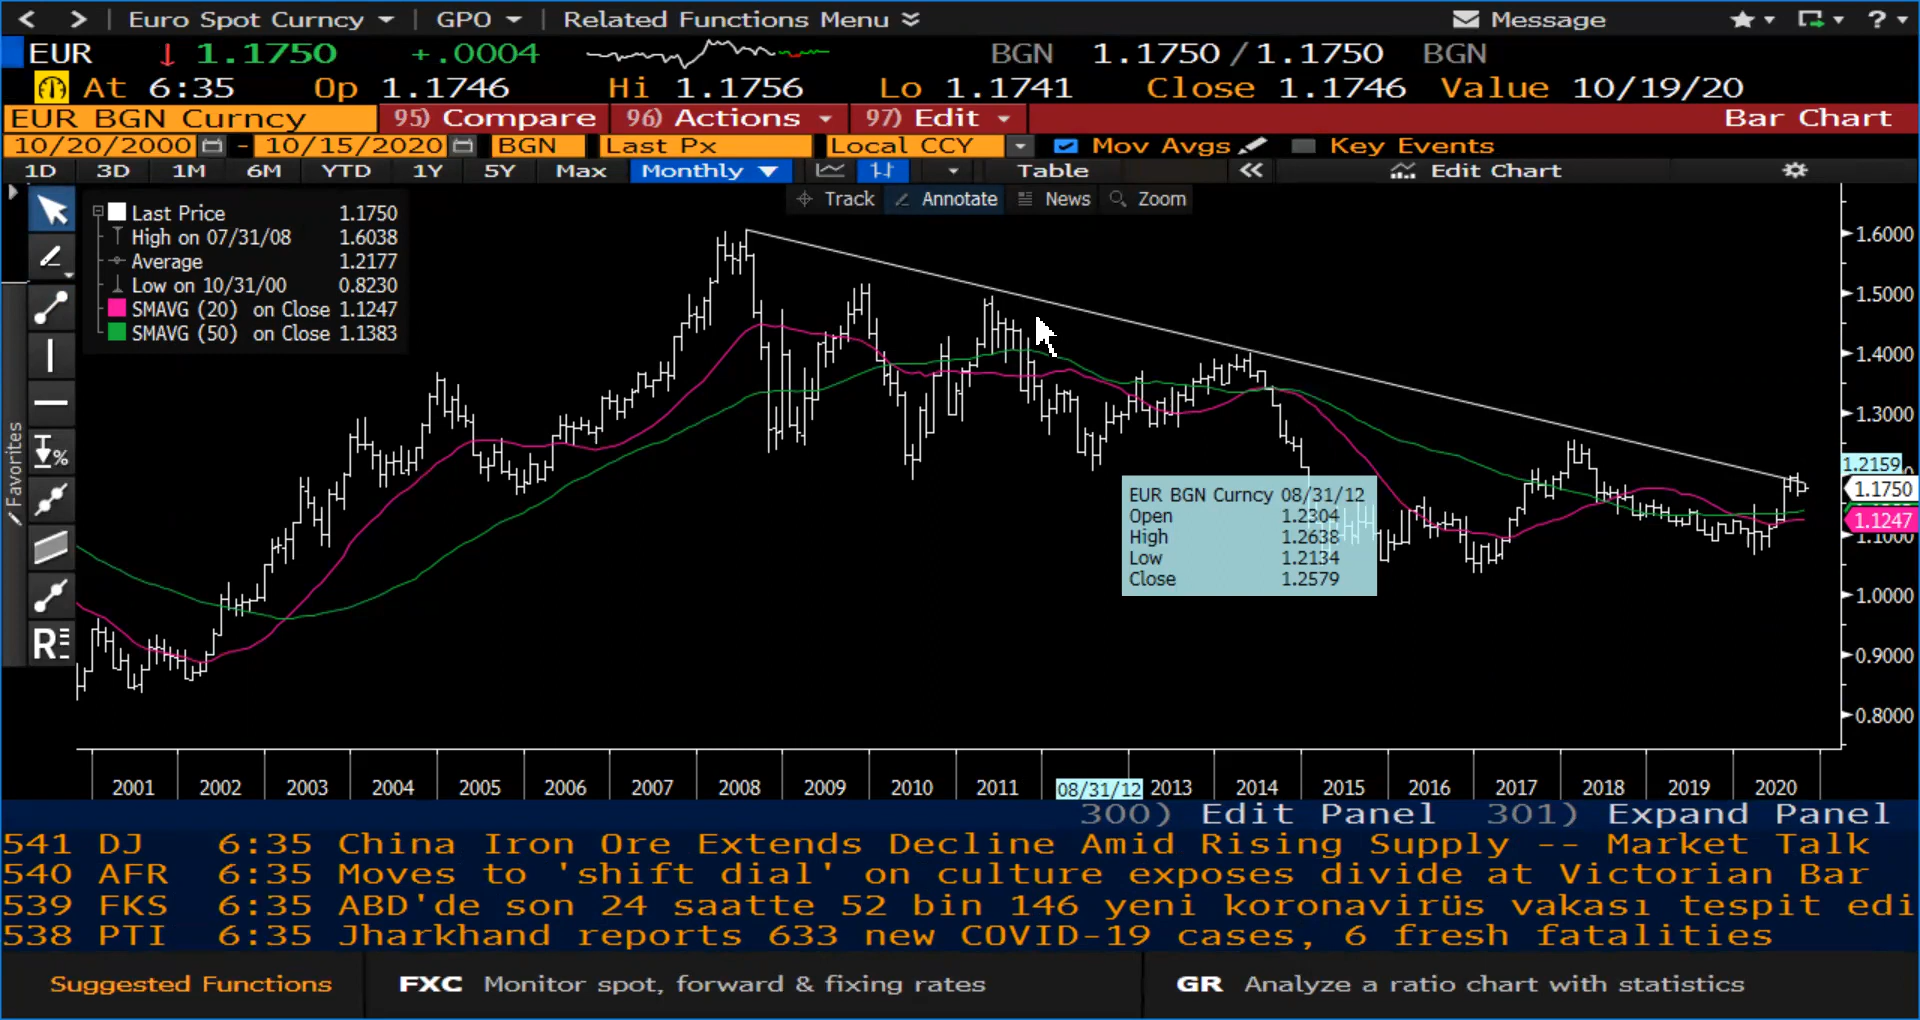 Euro Spot Curncy GPO Related Functions Menu Message ?
EUR 1.1750 +.0004 BGN 1.1750 / 1.1750 BGN
At 6:35 Op 1.1746 Hi 1.1756 Lo 1.1741 Close 1.1746 Value 10/19/20
EUR BGN Curncy 95) Compare 96) Actions 97) Edit Bar Chart
10/20/2000 - 10/15/2020 BGN Last Px Local CCY Mov Avgs Key Events
1D 3D 1M 6M YTD 1Y 5Y Max Monthly Table Edit Chart
Track Annotate News Zoom
Last Price 1.1750
High on 07/31/08 1.6038
Average 1.2177
Low on 10/31/00 0.8230
SMAVG (20) on Close 1.1247
SMAVG (50) on Close 1.1383
Favorites
%
R
1.6000
1.5000
1.4000
1.3000
1.2159
1.1750
1.1247
1.1000
1.0000
0.9000
0.8000
EUR BGN Curncy 08/31/12
Open 1.2304
High 1.2638
Low 1.2134
Close 1.2579
2001 2002 2003 2004 2005 2006 2007 2008 2009 2010 2011 08/31/12 2013 2014 2015 2016 2017 2018 2019 2020
300) Edit Panel 301) Expand Panel
541 DJ 6:35 China Iron Ore Extends Decline Amid Rising Supply -- Market Talk
540 AFR 6:35 Moves to 'shift dial' on culture exposes divide at Victorian Bar
539 FKS 6:35 ABD'de son 24 saatte 52 bin 146 yeni koronavirüs vakası tespit edi
538 PTI 6:35 Jharkhand reports 633 new COVID-19 cases, 6 fresh fatalities
Suggested Functions FXC Monitor spot, forward & fixing rates GR Analyze a ratio chart with statistics